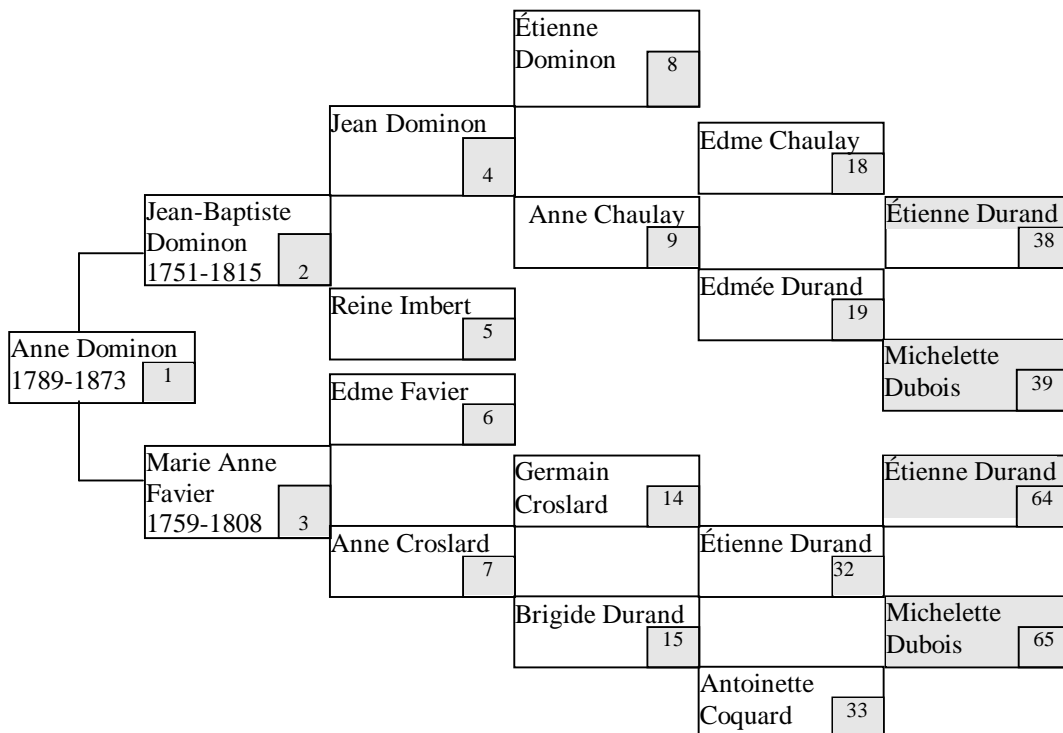 Étienne
Dominon
8
Jean Dominon
4
Edme Chaulay
18
Jean-Baptiste
Dominon
1751-1815
2
Anne Chaulay
9
Étienne Durand
38
Reine Imbert
5
Edmée Durand
19
Anne Dominon
1789-1873
1
Michelette
Dubois
39
Edme Favier
6
Marie Anne
Favier
1759-1808
3
Germain
Croslard
14
Étienne Durand
64
Anne Croslard
7
Étienne Durand
32
Brigide Durand
15
Michelette
Dubois
65
Antoinette
Coquard
33